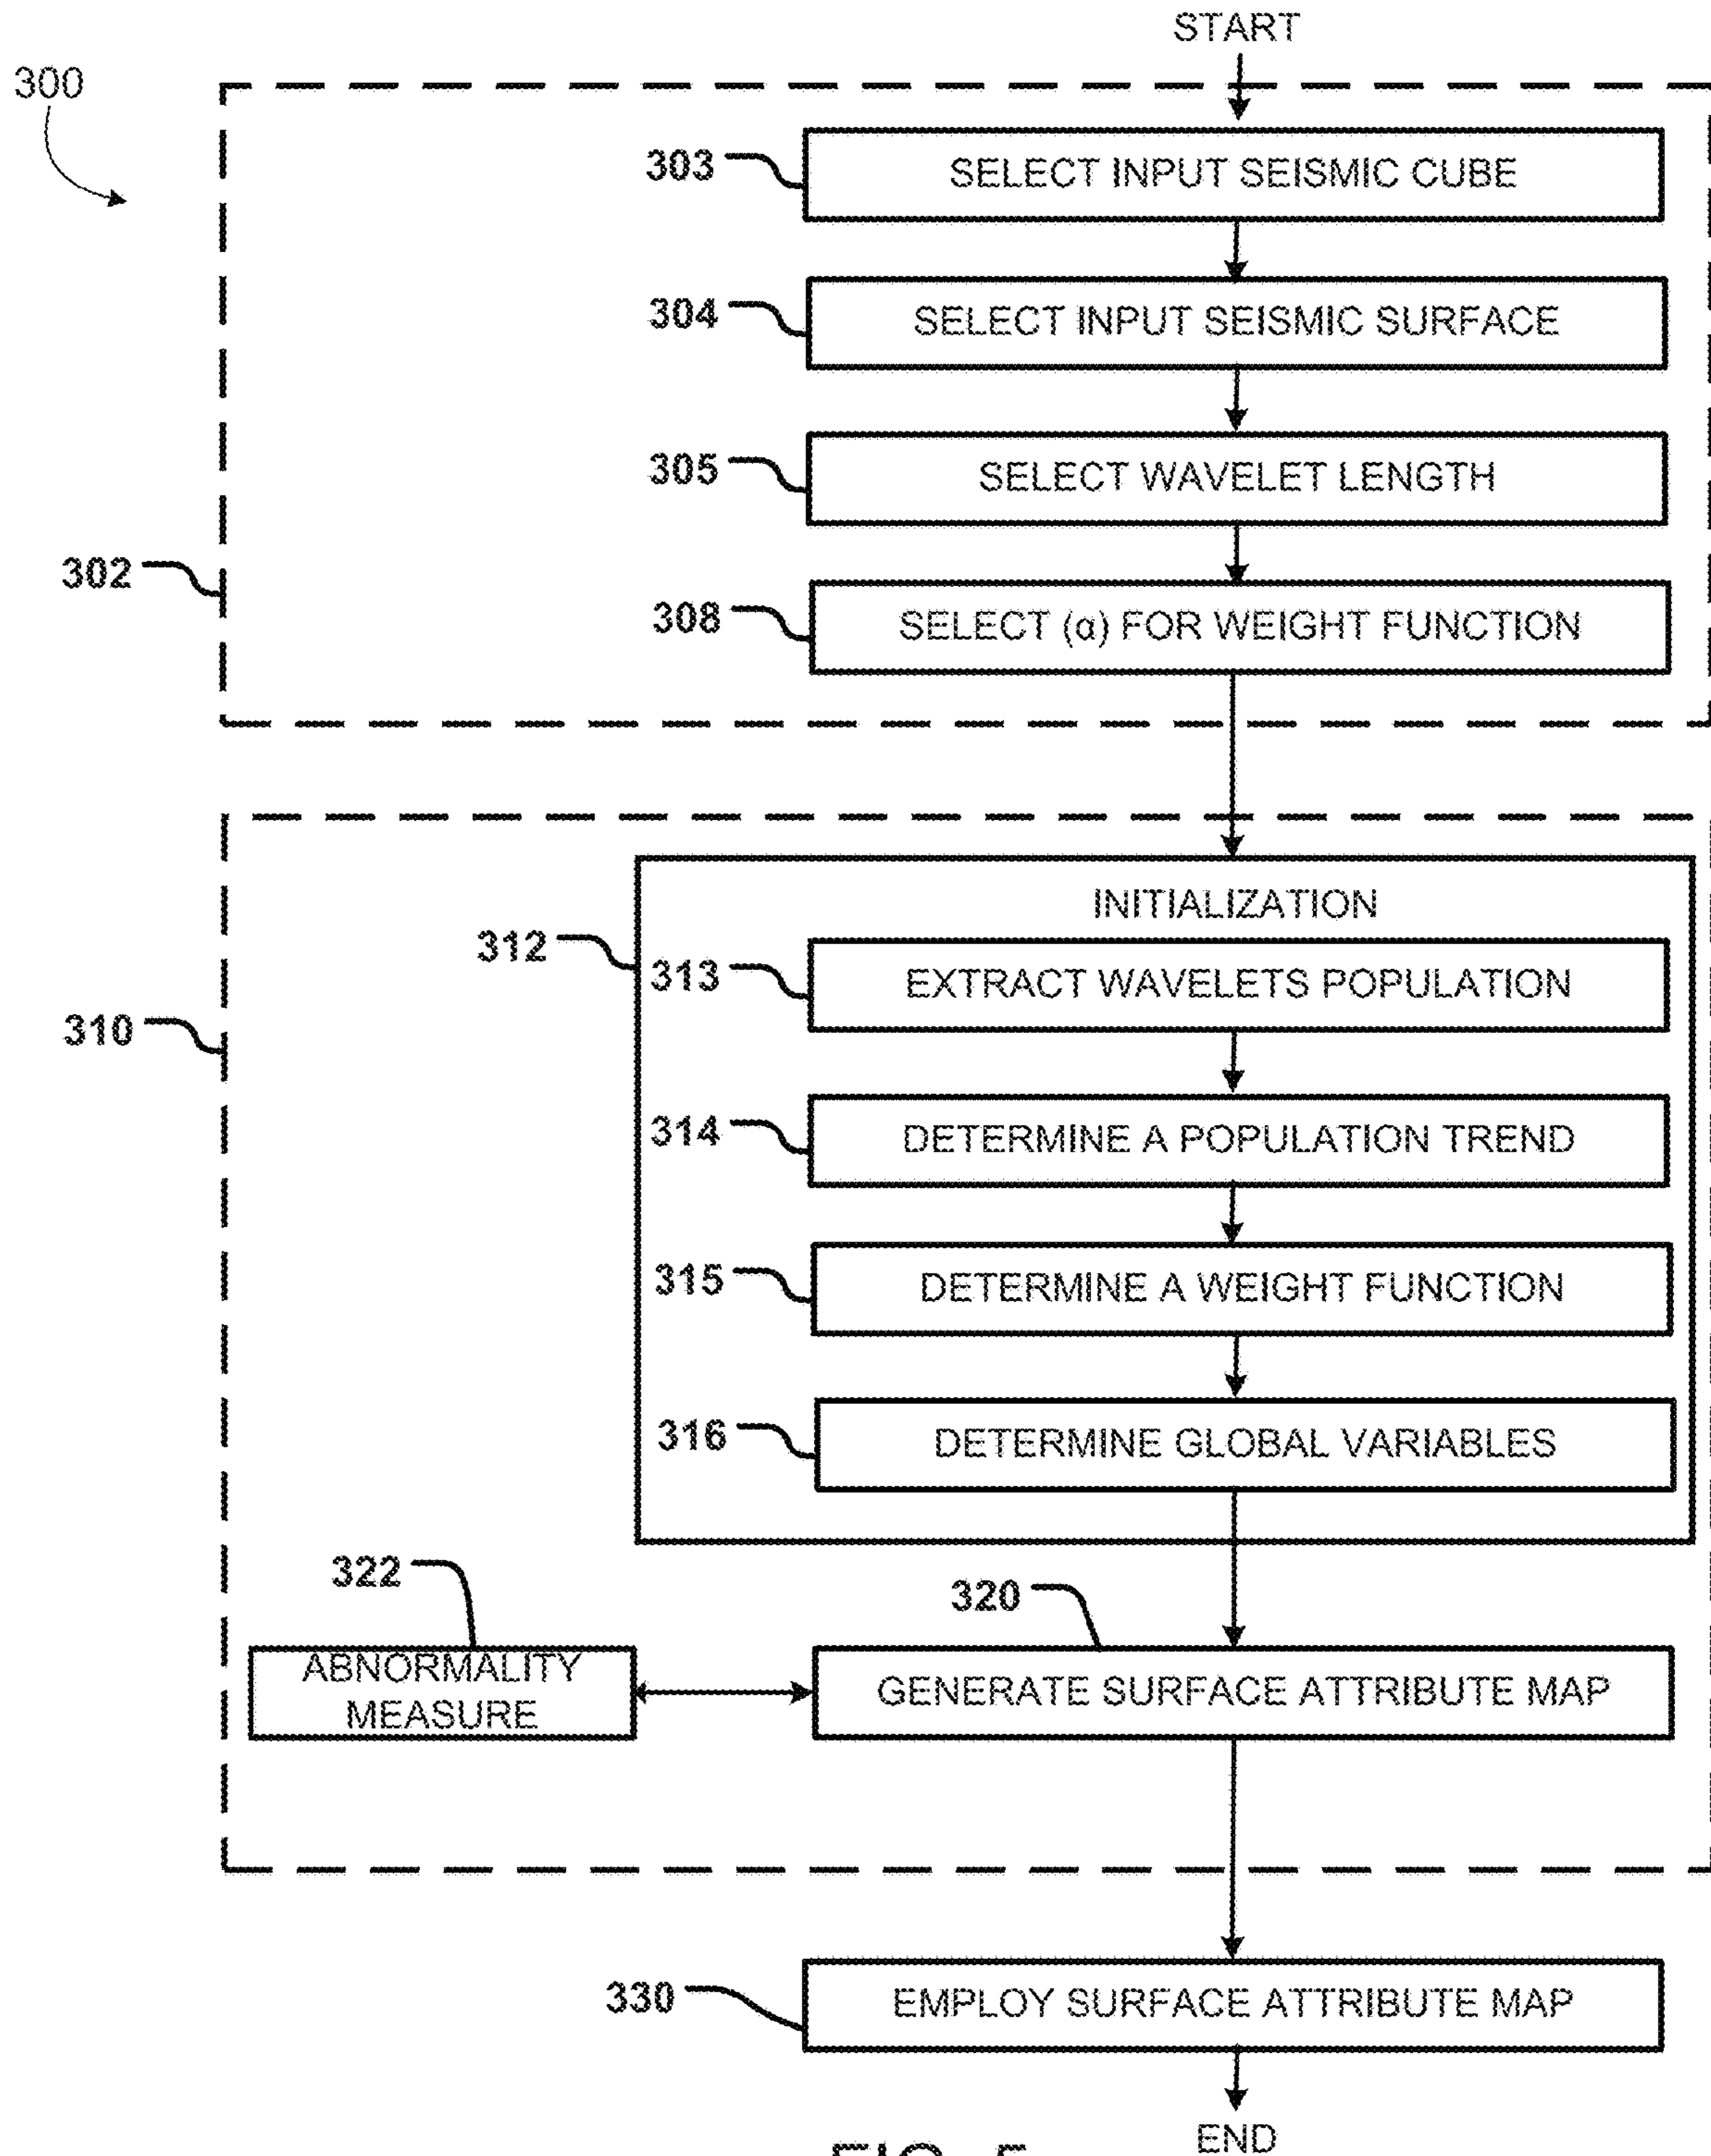 START
300
303
SELECT INPUT SEISMIC CUBE
304
SELECT INPUT SEISMIC SURFACE
305
SELECT WAVELET LENGTH
302
308
SELECT (α) FOR WEIGHT FUNCTION
INITIALIZATION
312
313
EXTRACT WAVELETS POPULATION
310
314
DETERMINE A POPULATION TREND
315
DETERMINE A WEIGHT FUNCTION
316
DETERMINE GLOBAL VARIABLES
322
320
ABNORMALITY
MEASURE
GENERATE SURFACE ATTRIBUTE MAP
330
EMPLOY SURFACE ATTRIBUTE MAP
END
FIG. 5